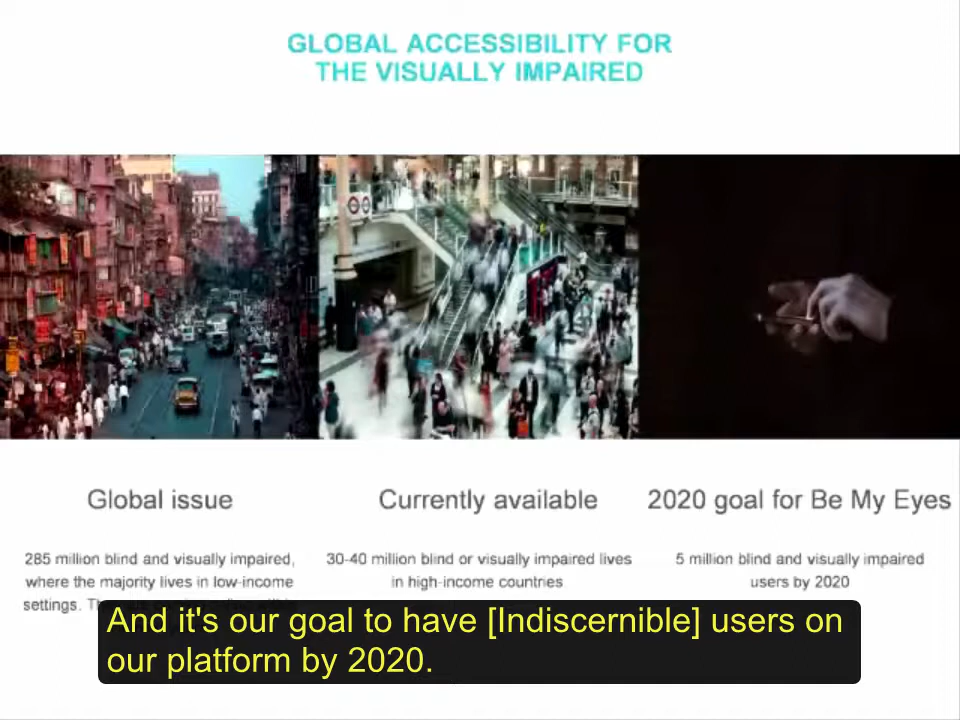 GLOBAL ACCESSIBILITY FOR
THE VISUALLY IMPAIRED
Global issue
285 million blind and visually impaired,
where the majority lives in low-income
settings.
Currently available
30-40 million blind or visually impaired lives
in high-income countries
2020 goal for Be My Eyes
5 million blind and visually impaired
users by 2020
And it's our goal to have [Indiscernible] users on
our platform by 2020.